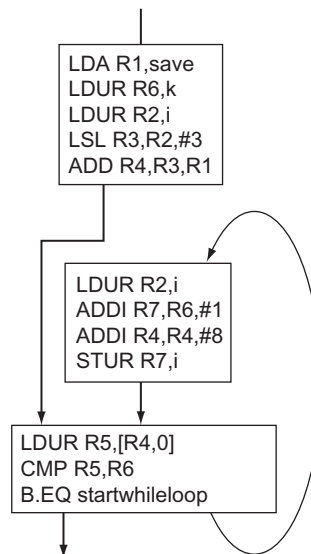 LDA R1,save
LDUR R6,k
LDUR R2,i
LSL R3,R2,#3
ADD R4,R3,R1
LDUR R2,i
ADDI R7,R6,#1
ADDI R4,R4,#8
STUR R7,i
LDUR R5,[R4,0]
CMP R5,R6
B.EQ startwhileloop